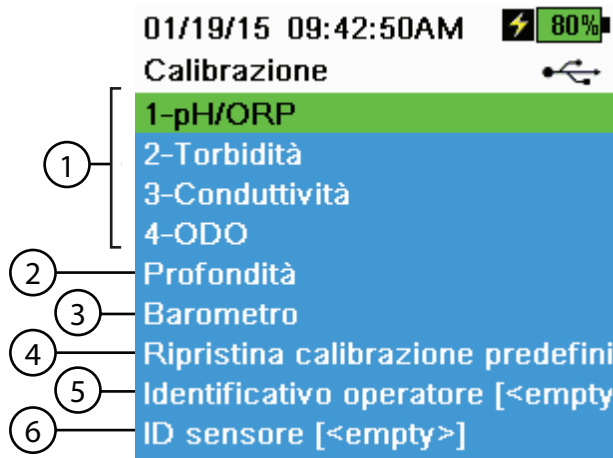 01/19/15 09:42:50AM 80%
Calibrazione
1-pH/ORP
2-Torbidità
3-Conduttività
4-ODO
Profondità
Barometro
Ripristina calibrazione predefini
Identificativo operatore [<empty
ID sensore [<empty>]
1
2
3
4
5
6